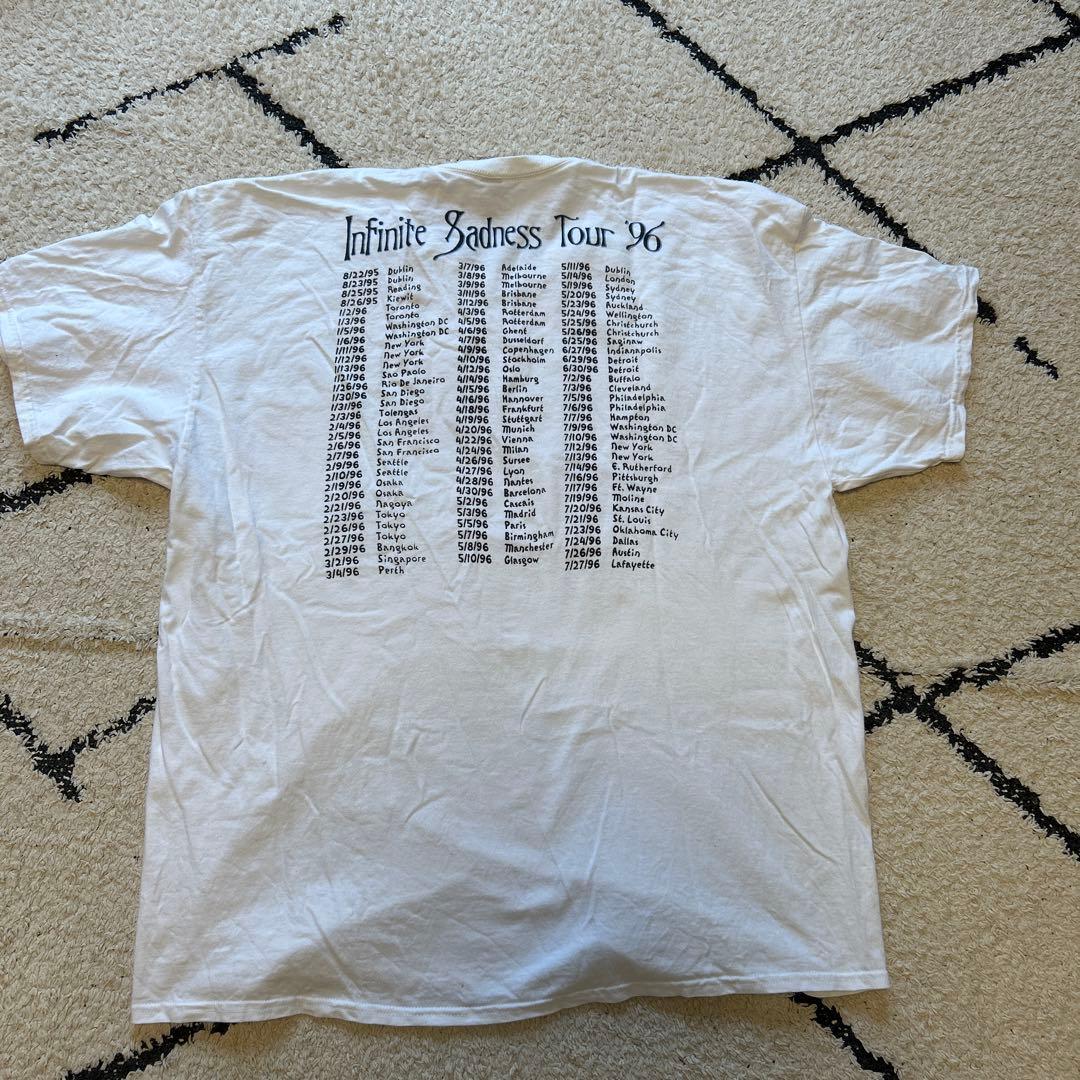 Infinite Sadness Tour '96
8/22/95 Dublin
8/23/95 Dublin
8/25/95 Reading
8/26/95 Kiewit
1/2/96 Toronto
1/3/96 Toronto
1/5/96 Washington DC
1/6/96 Washington DC
1/11/96 New York
1/12/96 New York
1/13/96 New York
1/21/96 Sao Paolo
1/26/96 Rio De Janeiro
1/30/96 San Diego
1/31/96 San Diego
2/3/96 Tolengas
2/4/96 Los Angeles
2/5/96 Los Angeles
2/6/96 San Francisco
2/7/96 San Francisco
2/9/96 Seattle
2/10/96 Seattle
2/19/96 Osaka
2/20/96 Osaka
2/21/96 Nagoya
2/23/96 Tokyo
2/26/96 Tokyo
2/27/96 Tokyo
2/29/96 Bangkok
3/2/96 Singapore
3/4/96 Perth
3/7/96 Adelaide
3/8/96 Melbourne
3/9/96 Melbourne
3/11/96 Brisbane
3/12/96 Brisbane
4/3/96 Rotterdam
4/5/96 Rotterdam
4/6/96 Ghent
4/7/96 Dusseldorf
4/9/96 Copenhagen
4/10/96 Stockholm
4/12/96 Oslo
4/14/96 Hamburg
4/15/96 Berlin
4/16/96 Hannover
4/18/96 Frankfurt
4/19/96 Stuttgart
4/20/96 Munich
4/22/96 Vienna
4/24/96 Milan
4/26/96 Sursee
4/27/96 Lyon
4/28/96 Nantes
4/30/96 Barcelona
5/2/96 Cascais
5/3/96 Madrid
5/5/96 Paris
5/7/96 Birmingham
5/8/96 Manchester
5/10/96 Glasgow
5/11/96 Dublin
5/14/96 London
5/19/96 Sydney
5/20/96 Sydney
5/23/96 Auckland
5/24/96 Wellington
5/25/96 Christchurch
5/26/96 Christchurch
6/25/96 Saginaw
6/27/96 Indianapolis
6/29/96 Detroit
6/30/96 Detroit
7/2/96 Buffalo
7/3/96 Cleveland
7/5/96 Philadelphia
7/6/96 Philadelphia
7/7/96 Hampton
7/9/96 Washington DC
7/10/96 Washington DC
7/12/96 New York
7/13/96 New York
7/14/96 E. Rutherford
7/16/96 Pittsburgh
7/17/96 Ft. Wayne
7/19/96 Moline
7/20/96 Kansas City
7/21/96 St. Louis
7/23/96 Oklahoma City
7/24/96 Dallas
7/26/96 Austin
7/27/96 Lafayette